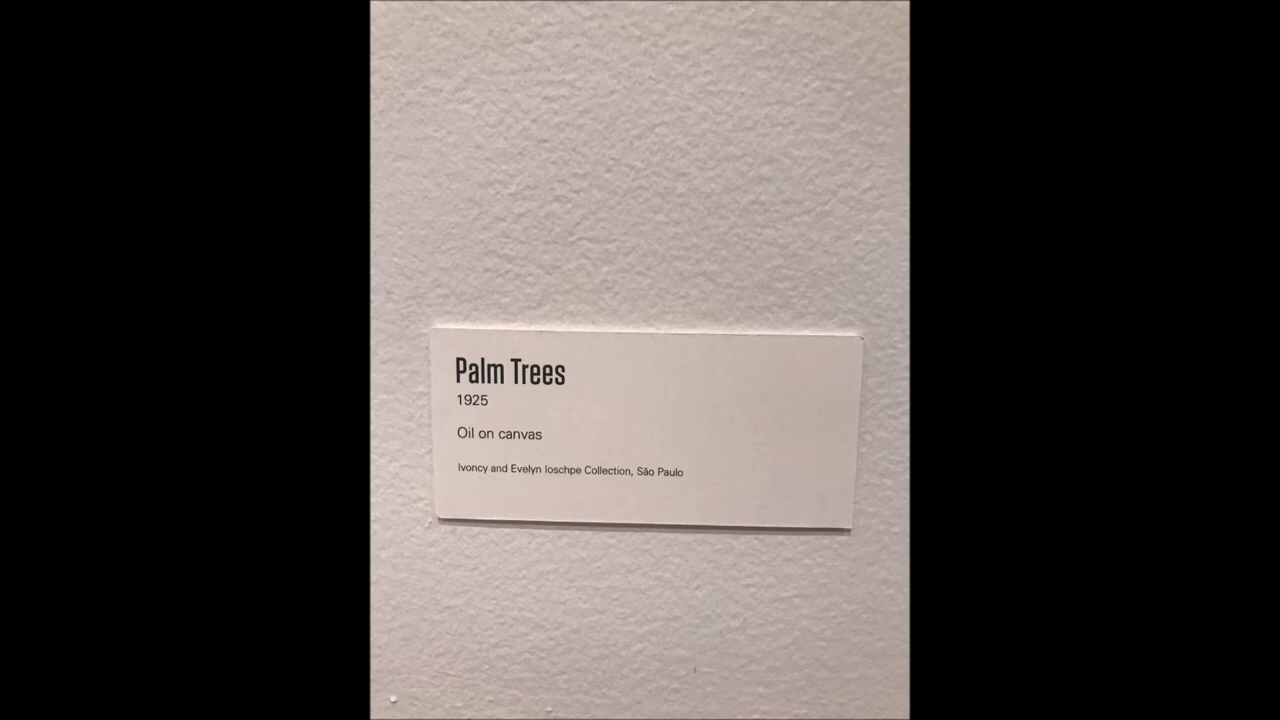 Palm Trees
1925
Oil on canvas
Ivoncy and Evelyn Ioschpe Collection, São Paulo